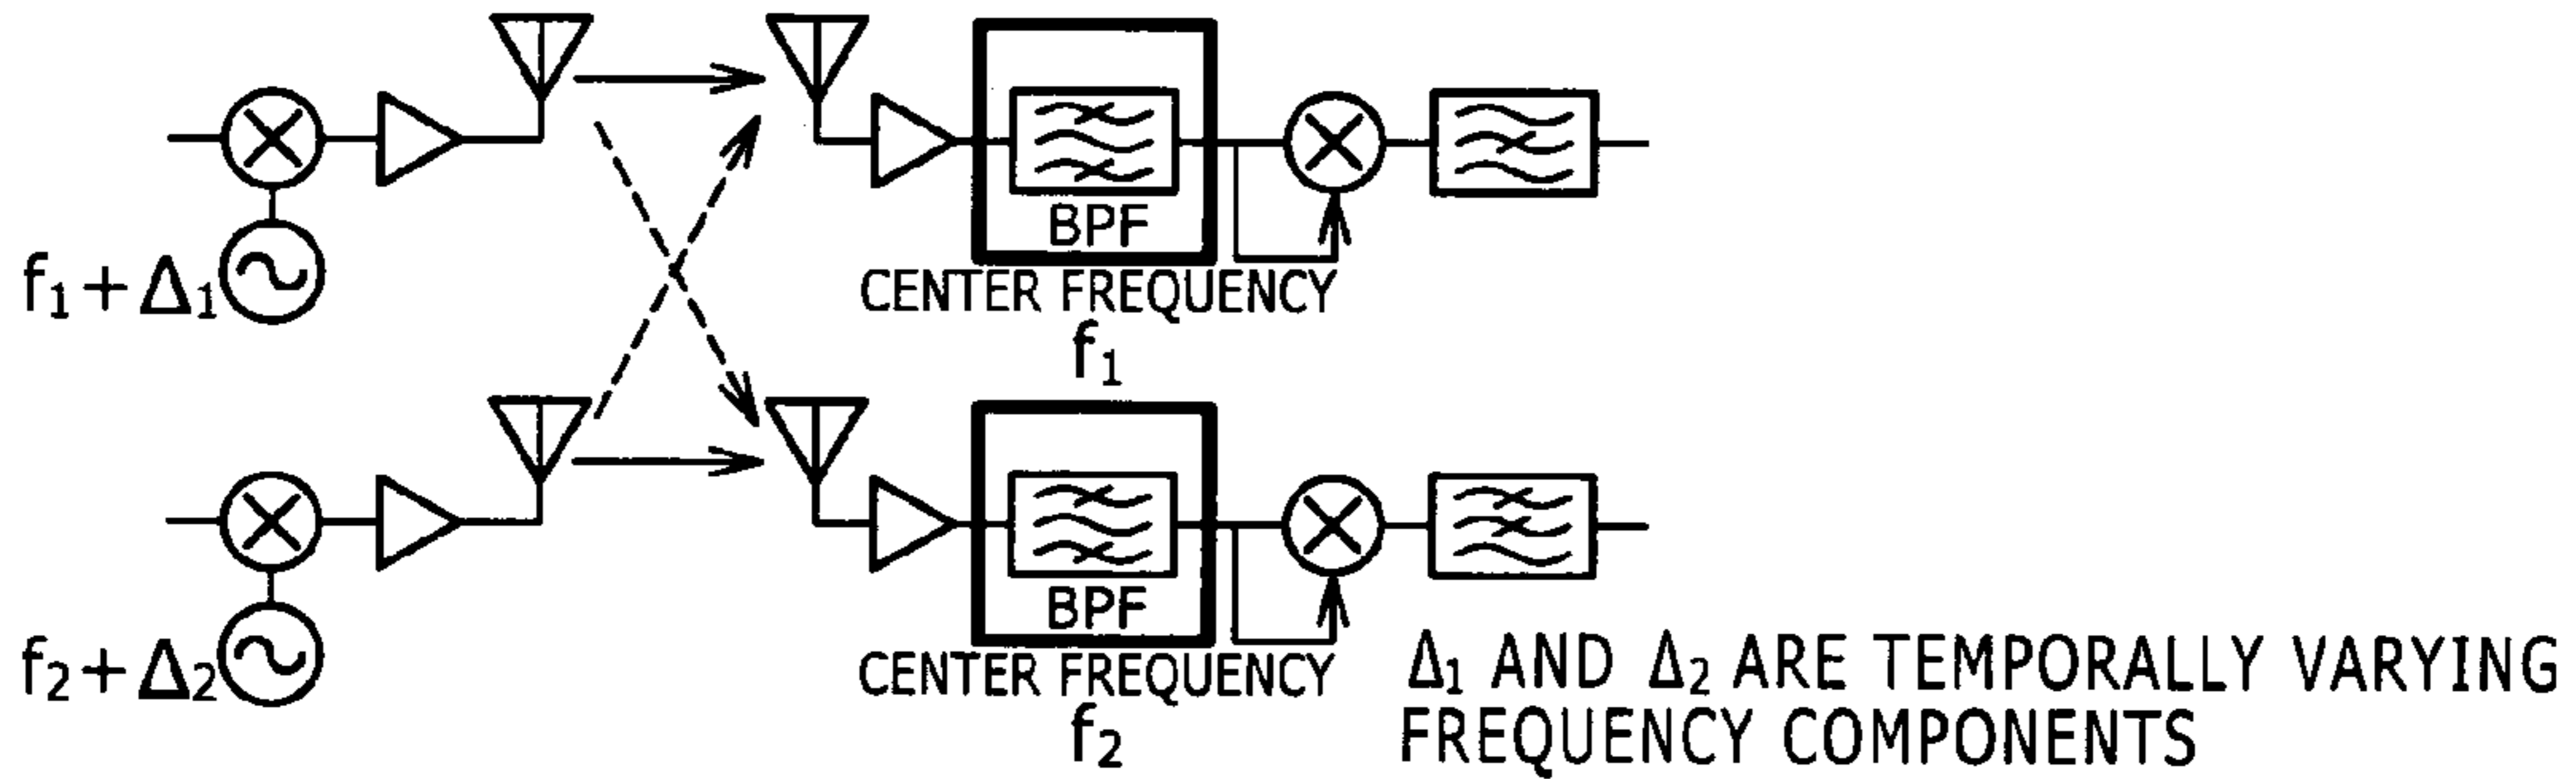 BPF
f₁+Δ₁
CENTER FREQUENCY
f₁
BPF
f₂+Δ₂
CENTER FREQUENCY
f₂
Δ₁ AND Δ₂ ARE TEMPORALLY VARYING
FREQUENCY COMPONENTS